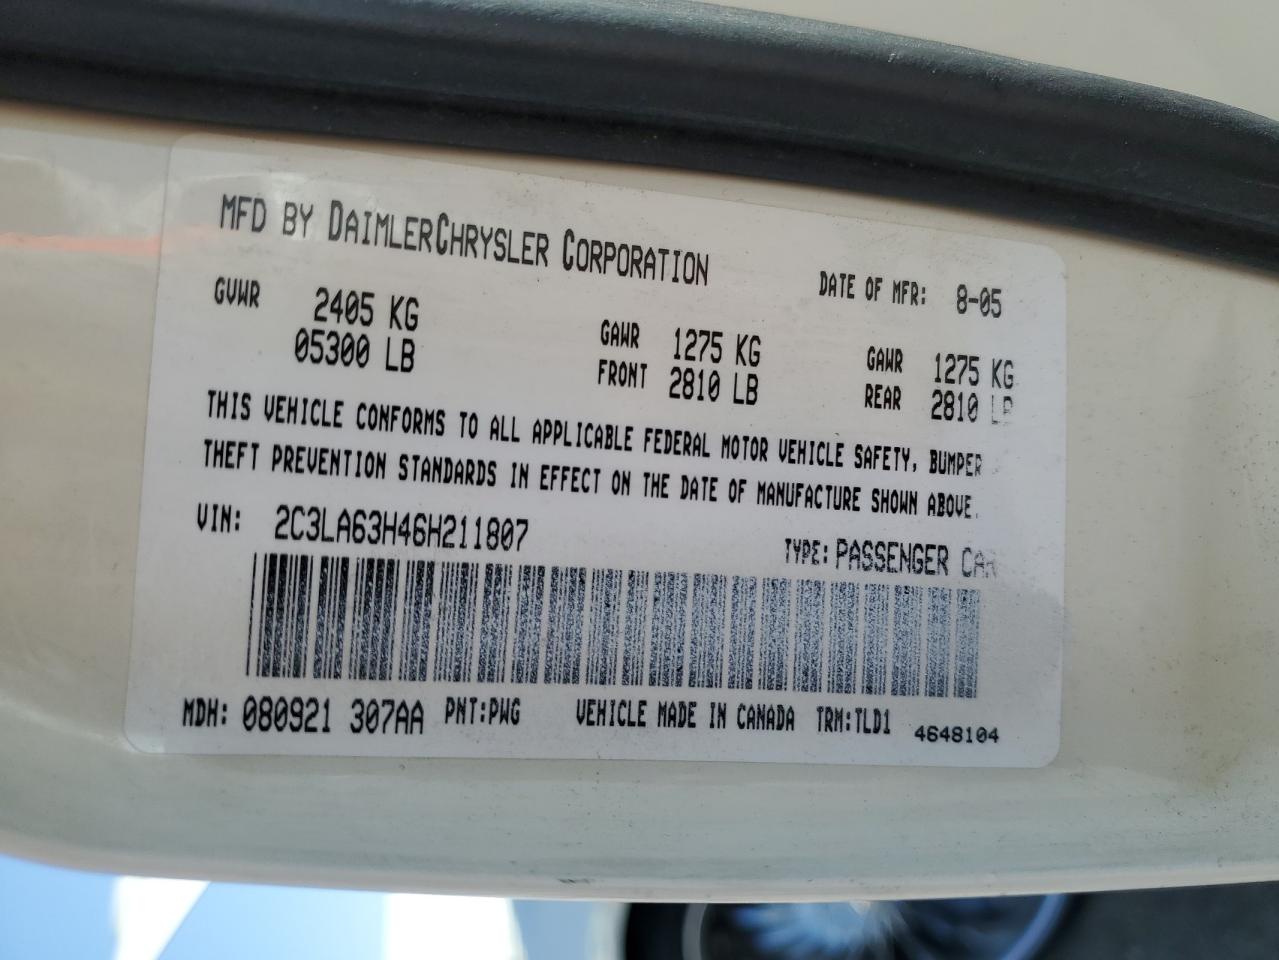 MFD BY DAIMLERCHRYSLER CORPORATION DATE OF MFR: 8-05
GVWR 2405 KG GAWR 1275 KG GAWR 1275 KG
05300 LB FRONT 2810 LB REAR 2810 LB
THIS VEHICLE CONFORMS TO ALL APPLICABLE FEDERAL MOTOR VEHICLE SAFETY, BUMPER
THEFT PREVENTION STANDARDS IN EFFECT ON THE DATE OF MANUFACTURE SHOWN ABOVE.
VIN: 2C3LA63H46H211807 TYPE: PASSENGER CAR
MDH: 080921 307AA PNT:PWG VEHICLE MADE IN CANADA TRM:TLD1 4648104